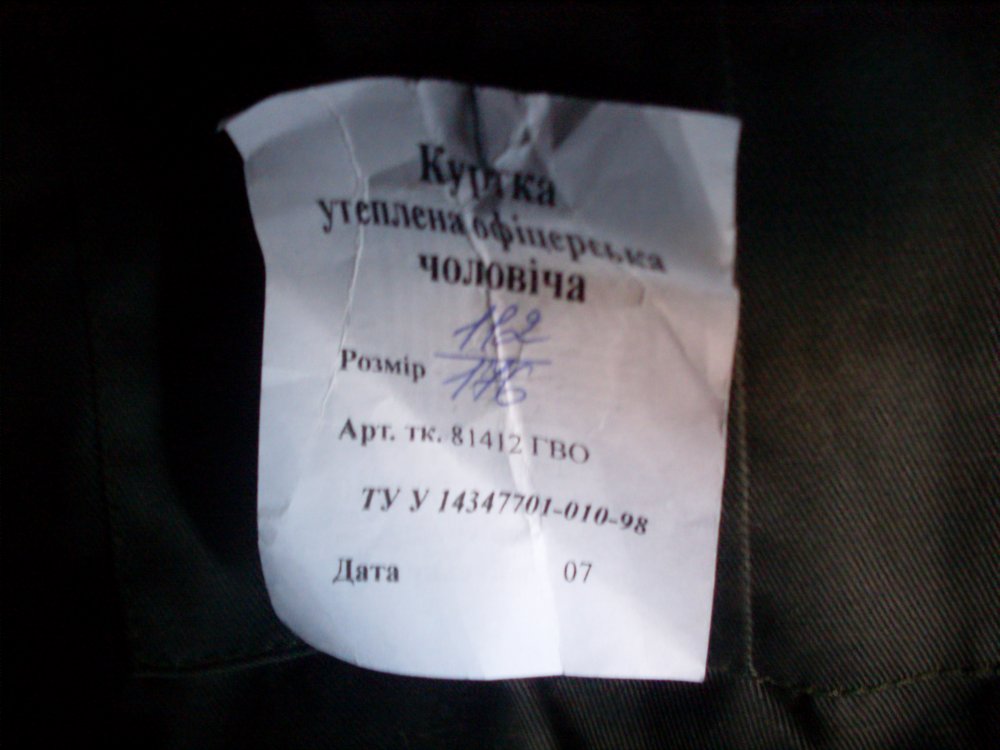 Куртка
утеплена офіцерська
чоловіча
112
Розмір
176
Арт. тк. 81412 ГВО
ТУ У 14347701-010-98
Дата 07